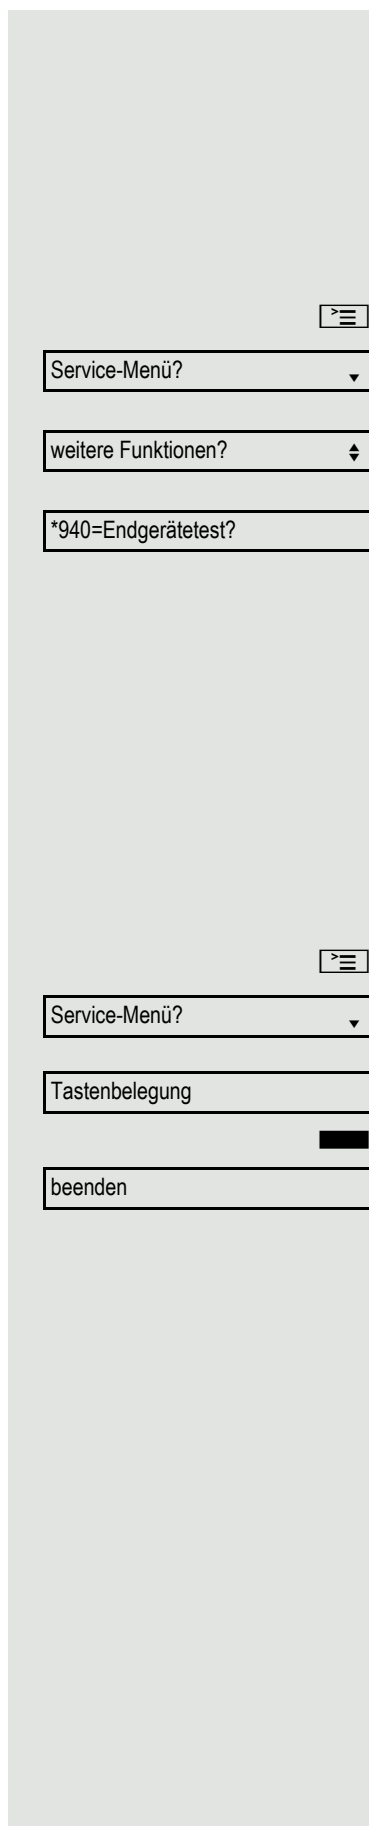 Service-Menü?
weitere Funktionen?
*940=Endgerätetest?
Service-Menü?
Tastenbelegung
beenden